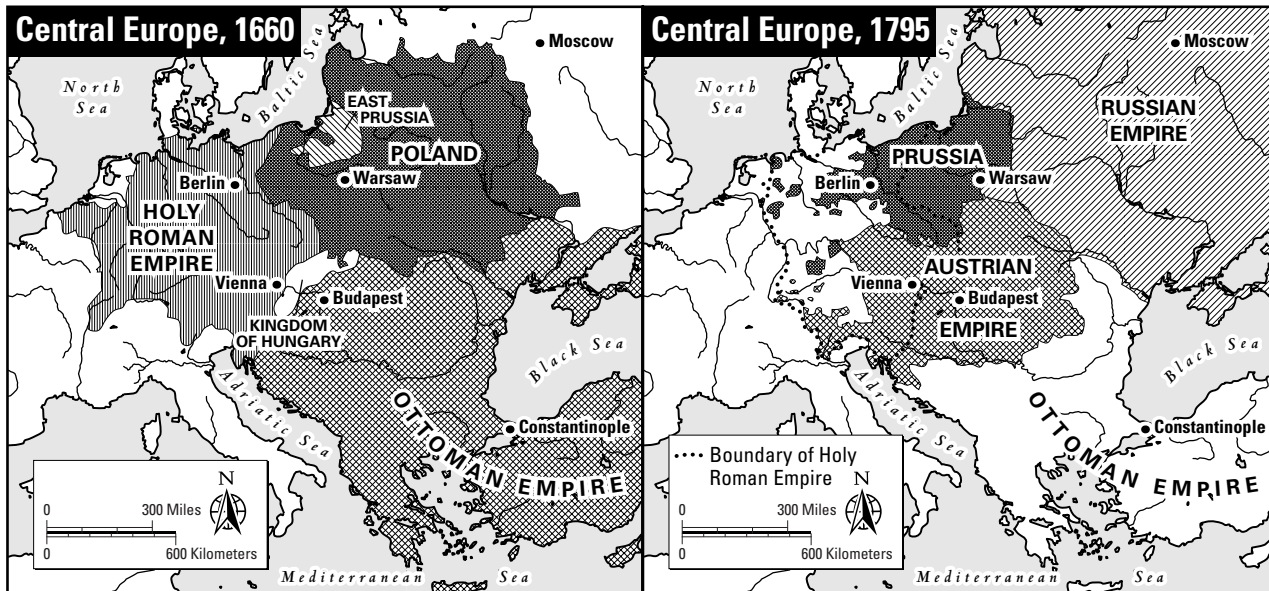 Central Europe, 1660
Moscow
North
Sea
Baltic Sea
EAST
PRUSSIA
POLAND
Berlin
Warsaw
HOLY
ROMAN
EMPIRE
Vienna
Budapest
KINGDOM
OF HUNGARY
Adriatic Sea
Black Sea
Constantinople
OTTOMAN EMPIRE
N
0 300 Miles
0 600 Kilometers
Mediterranean Sea
Central Europe, 1795
Moscow
North
Sea
Baltic Sea
RUSSIAN
EMPIRE
PRUSSIA
Berlin
Warsaw
AUSTRIAN
Vienna
Budapest
EMPIRE
Adriatic Sea
Black Sea
Constantinople
OTTOMAN EMPIRE
Boundary of Holy
Roman Empire
N
0 300 Miles
0 600 Kilometers
Mediterranean Sea